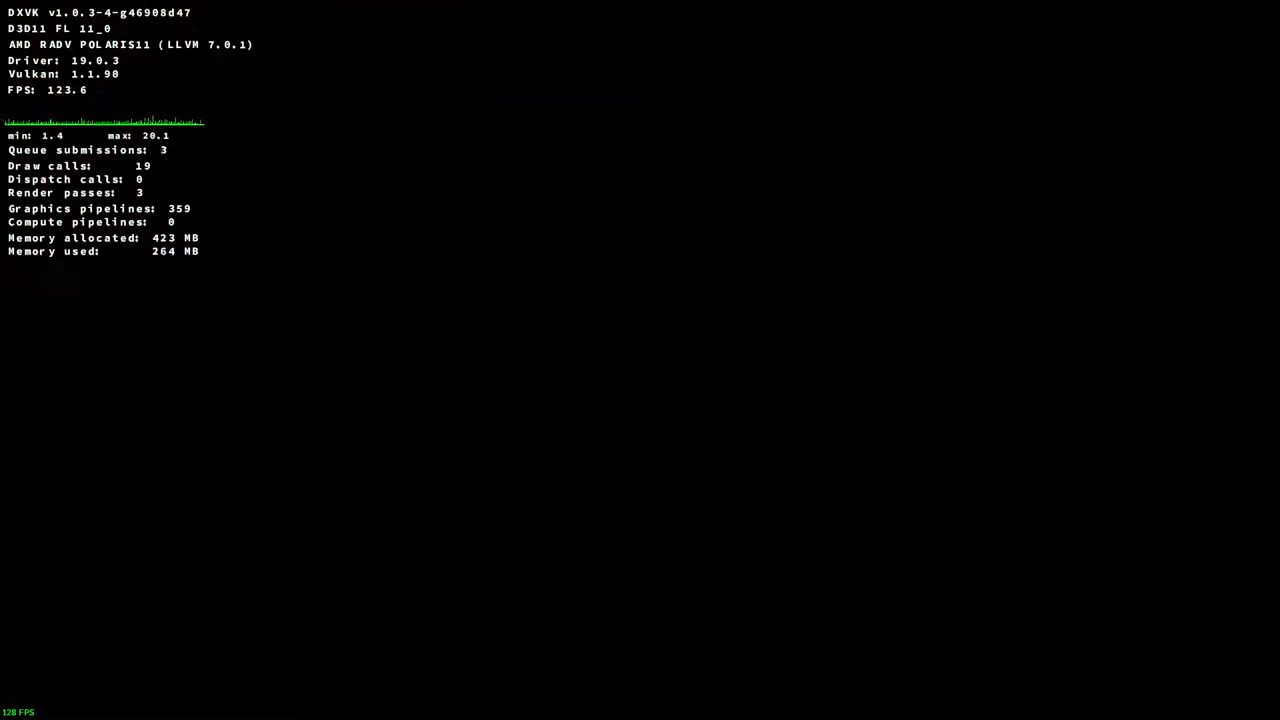 DXVK v1.0.3-4-g46908d47
D3D11 FL 11_0
AMD RADV POLARIS11 (LLVM 7.0.1)
Driver: 19.0.3
Vulkan: 1.1.90
FPS: 123.6
min: 1.4 max: 20.1
Queue submissions: 3
Draw calls: 19
Dispatch calls: 0
Render passes: 3
Graphics pipelines: 359
Compute pipelines: 0
Memory allocated: 423 MB
Memory used: 264 MB
128 FPS